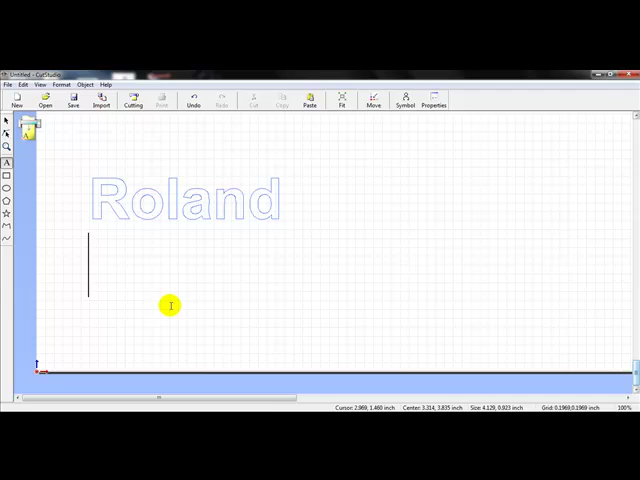 Untitled - CutStudio
File Edit View Format Object Help
New Open Save Import Cutting Print Undo Redo Cut Copy Paste Fit Move Symbol Properties
A
Roland
Cursor: 2.969, 1.460 inch Center: 3.314, 3.835 inch Size: 4.129, 0.923 inch Grid: 0.1969,0.1969 inch 100%